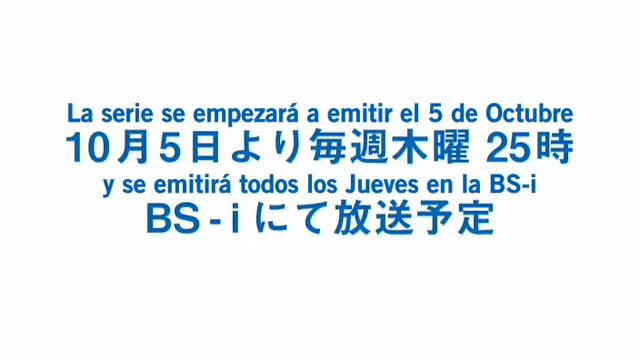 La serie se empezará a emitir el 5 de Octubre
10月5日より毎週木曜 25時
y se emitirá todos los Jueves en la BS-i
BS-iにて放送予定